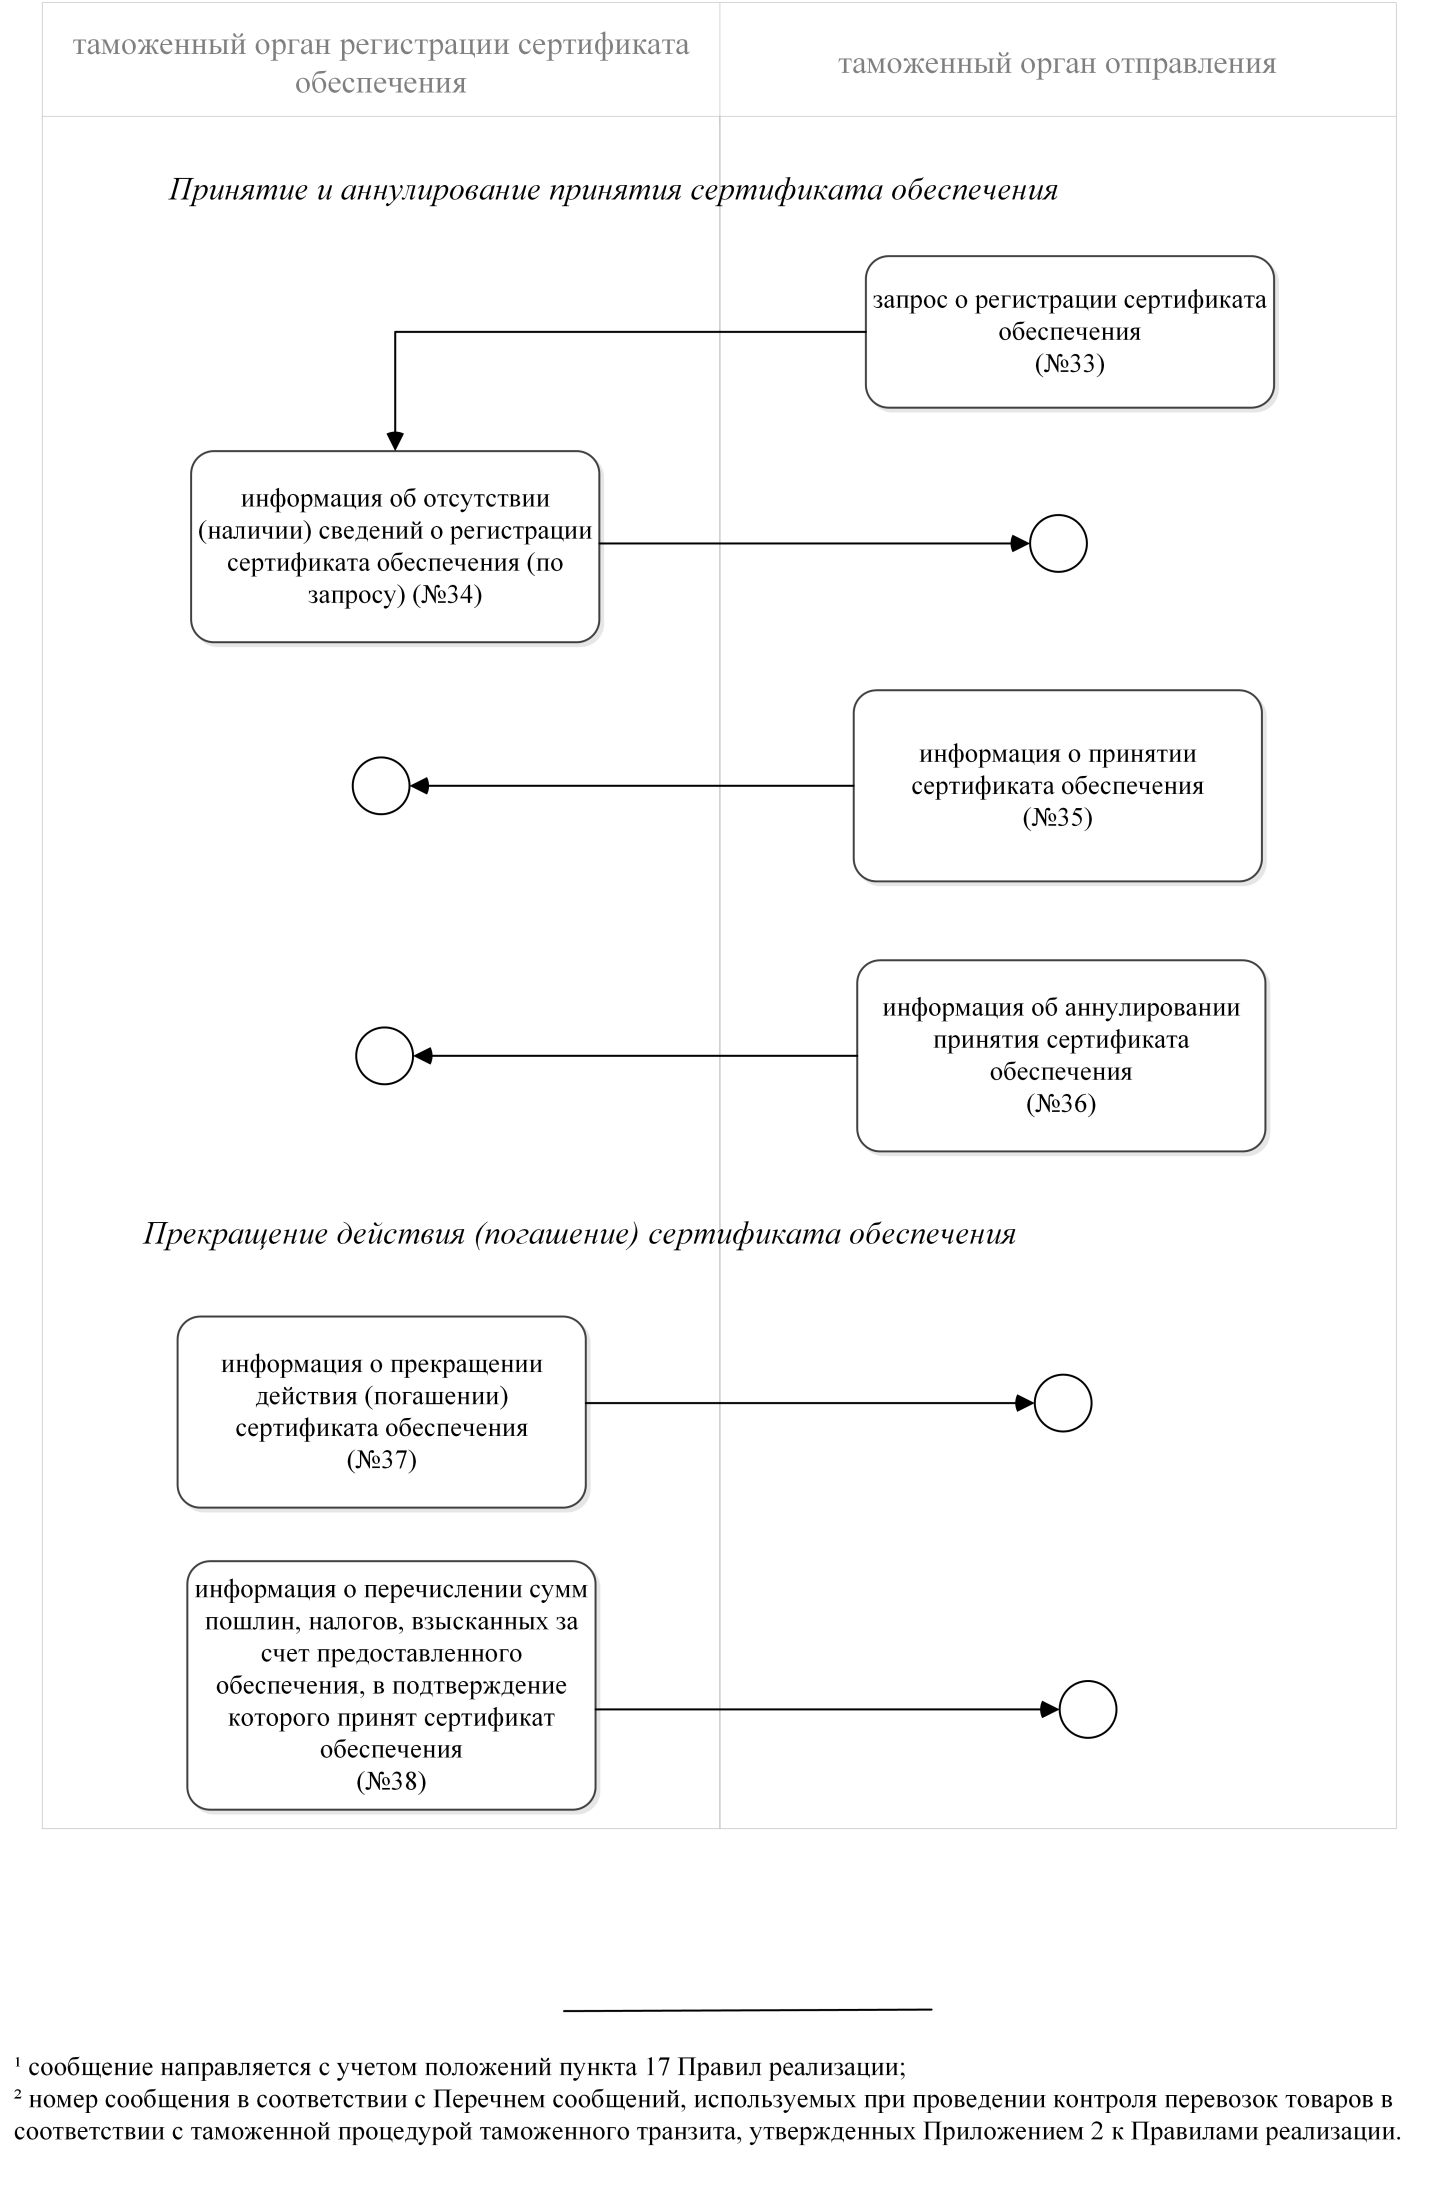 таможенный орган регистрации сертификата
обеспечения
таможенный орган отправления
Принятие и аннулирование принятия сертификата обеспечения
запрос о регистрации сертификата
обеспечения
(№33)
информация об отсутствии
(наличии) сведений о регистрации
сертификата обеспечения (по
запросу) (№34)
информация о принятии
сертификата обеспечения
(№35)
информация об аннулировании
принятия сертификата
обеспечения
(№36)
Прекращение действия (погашение) сертификата обеспечения
информация о прекращении
действия (погашении)
сертификата обеспечения
(№37)
информация о перечислении сумм
пошлин, налогов, взысканных за
счет предоставленного
обеспечения, в подтверждение
которого принят сертификат
обеспечения
(№38)
¹ сообщение направляется с учетом положений пункта 17 Правил реализации;
² номер сообщения в соответствии с Перечнем сообщений, используемых при проведении контроля перевозок товаров в
соответствии с таможенной процедурой таможенного транзита, утвержденных Приложением 2 к Правилами реализации.